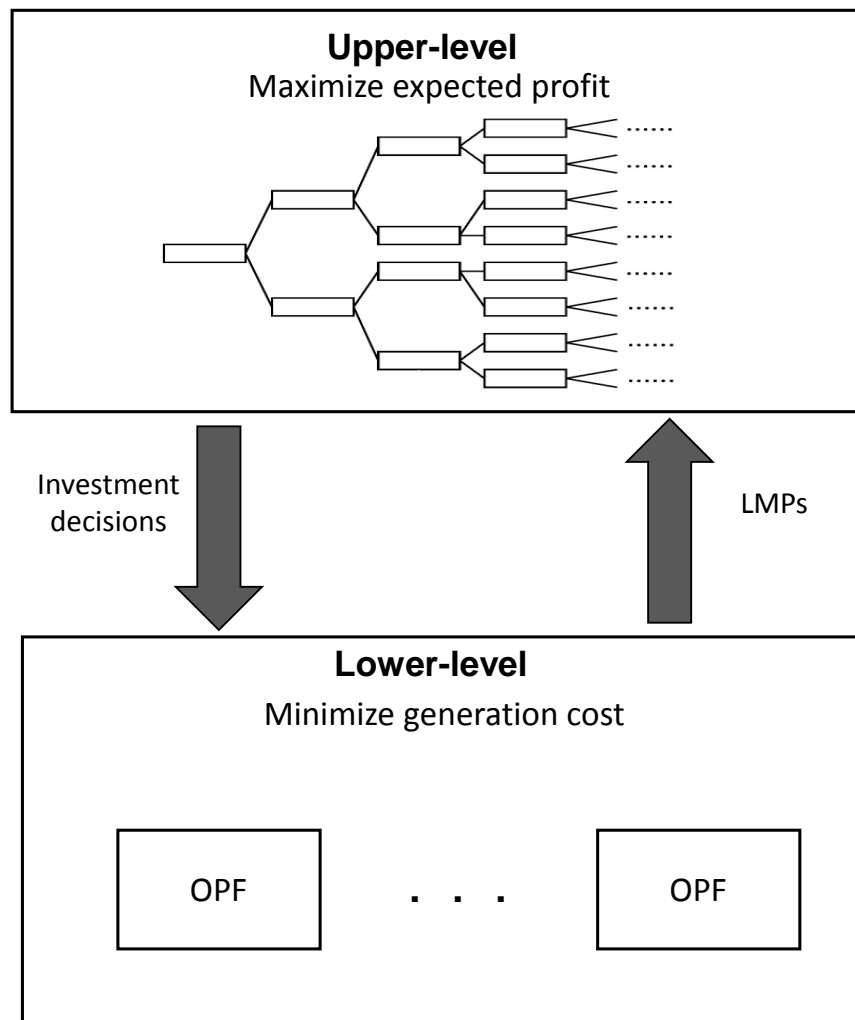 Upper-level
Maximize expected profit
......
......
......
......
......
......
......
......
Investment
decisions
LMPs
Lower-level
Minimize generation cost
OPF
. . .
OPF